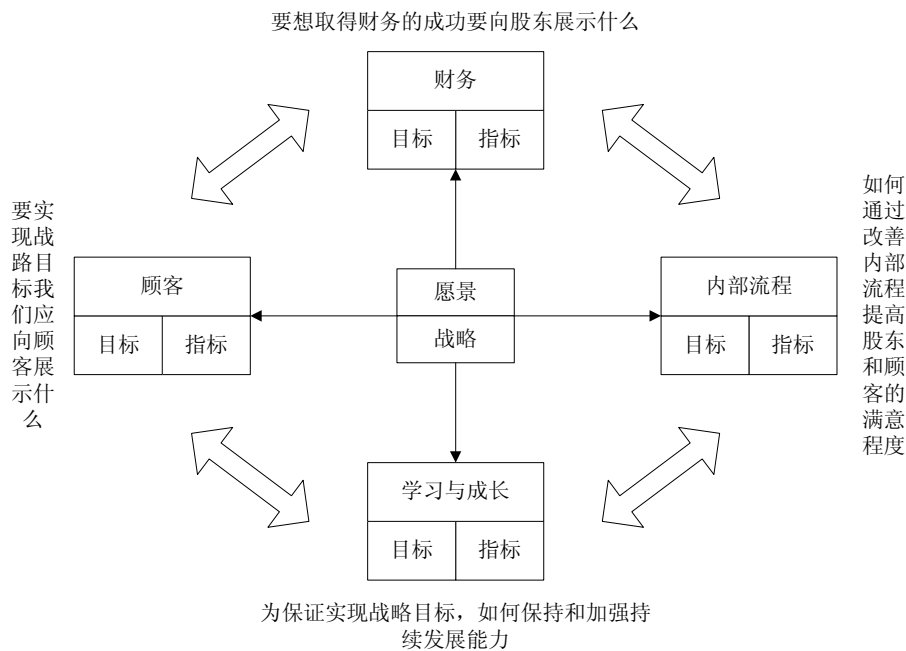 要想取得财务的成功要向股东展示什么
财务
目标 指标
要实
现战
路目
标我
们应
向顾
客展
示什
么
顾客
目标 指标
愿景
战略
内部流程
目标 指标
如何
通过
改善
内部
流程
提高
股东
和顾
客的
满意
程度
学习与成长
目标 指标
为保证实现战略目标，如何保持和加强持
续发展能力